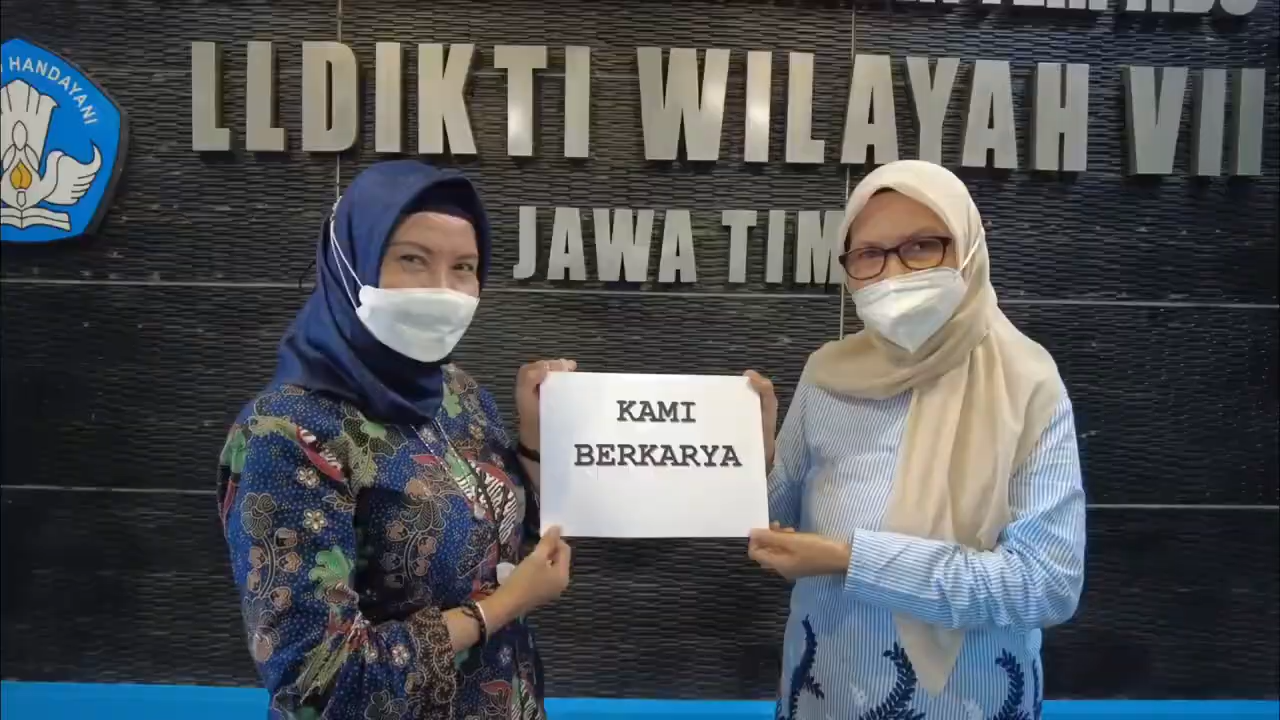 HANDAYANI
LLDIKTI WILAYAH VII
JAWA TIM
KAMI
BERKARYA